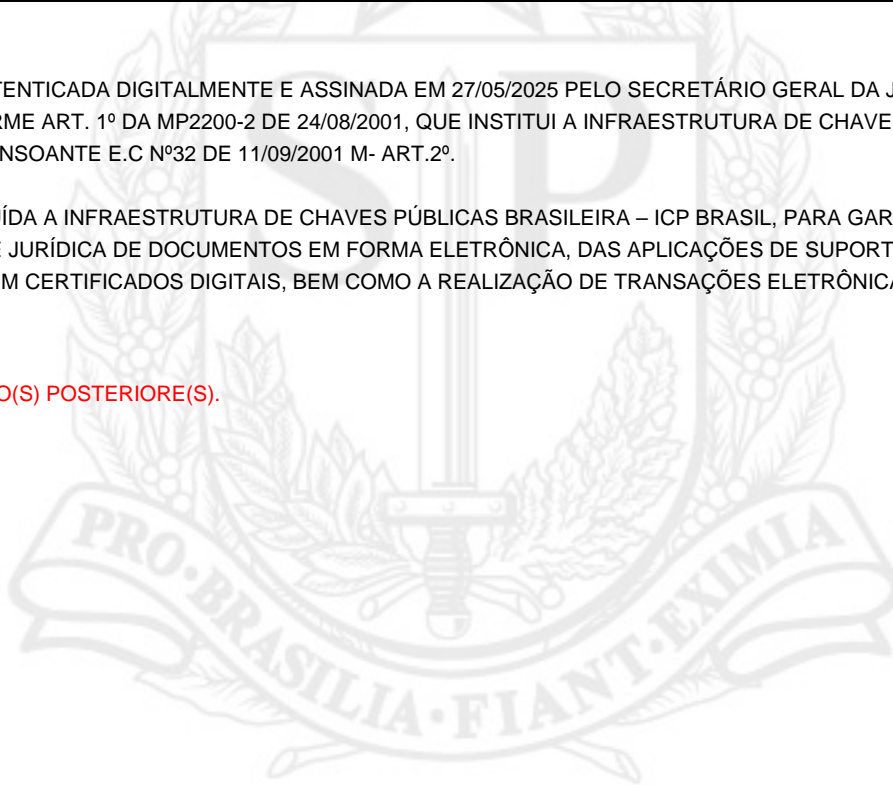 TENTICADA DIGITALMENTE E ASSINADA EM 27/05/2025 PELO SECRETÁRIO GERAL DA J
RME ART. 1º DA MP2200-2 DE 24/08/2001, QUE INSTITUI A INFRAESTRUTURA DE CHAVE
NSOANTE E.C Nº32 DE 11/09/2001 M- ART.2º.
ÍDA A INFRAESTRUTURA DE CHAVES PÚBLICAS BRASILEIRA – ICP BRASIL, PARA GAR
E JURÍDICA DE DOCUMENTOS EM FORMA ELETRÔNICA, DAS APLICAÇÕES DE SUPORT
M CERTIFICADOS DIGITAIS, BEM COMO A REALIZAÇÃO DE TRANSAÇÕES ELETRÔNICA
O(S) POSTERIORE(S).
SP
PRO·BRASILIA·FIANT·EXIMIA